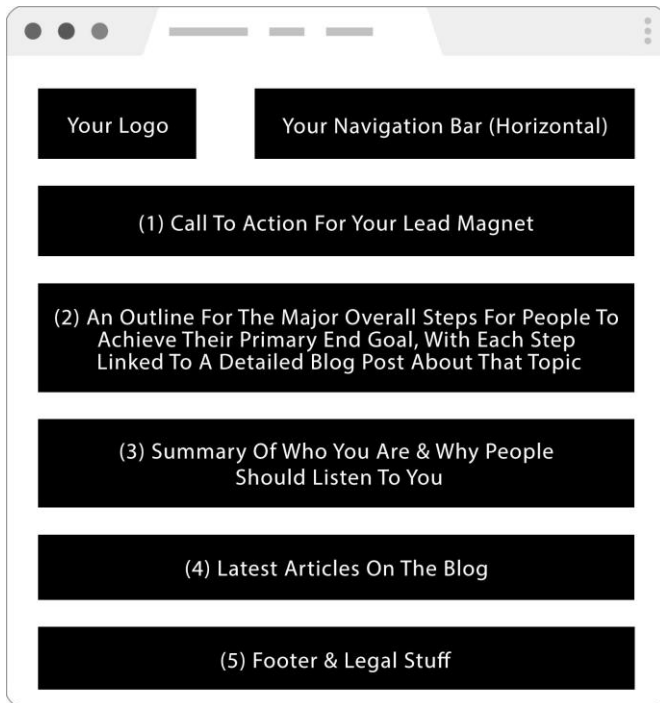 Your Logo
Your Navigation Bar (Horizontal)
(1) Call To Action For Your Lead Magnet
(2) An Outline For The Major Overall Steps For People To
Achieve Their Primary End Goal, With Each Step
Linked To A Detailed Blog Post About That Topic
(3) Summary Of Who You Are & Why People
Should Listen To You
(4) Latest Articles On The Blog
(5) Footer & Legal Stuff